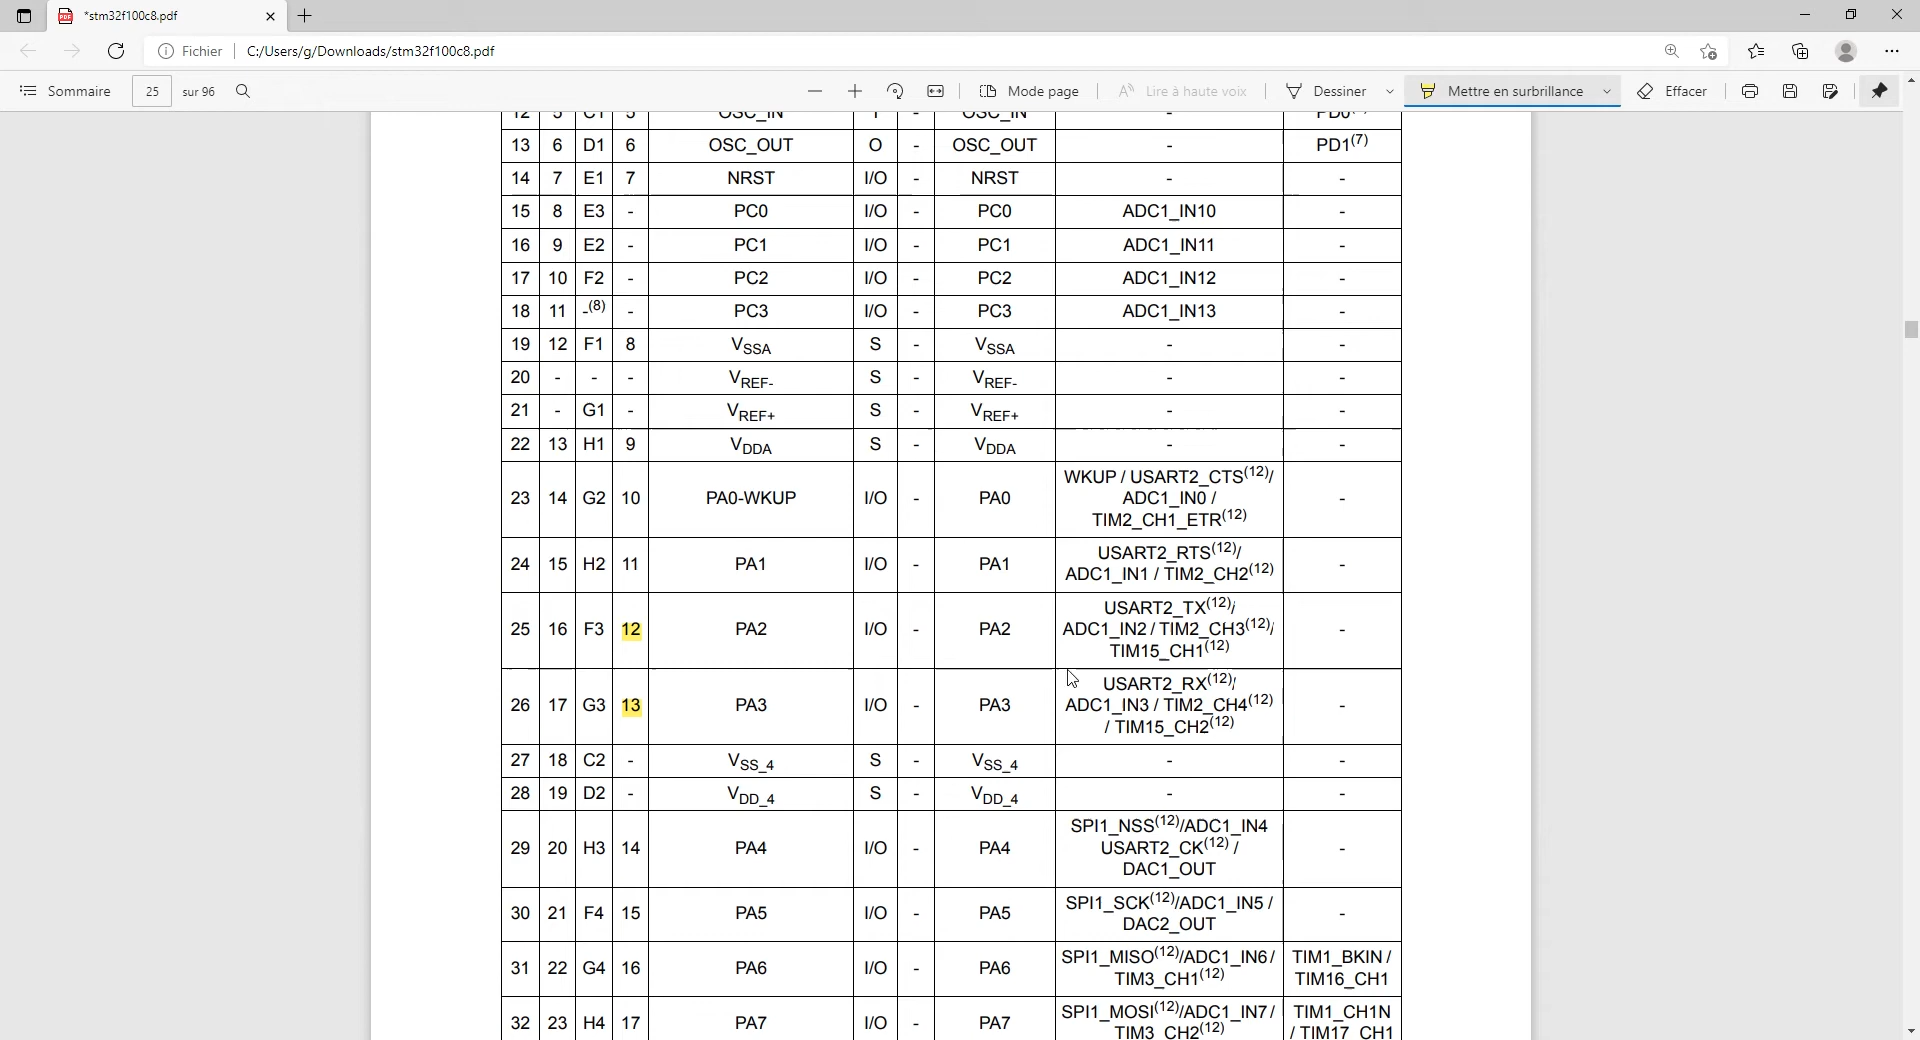 *stm32f100c8.pdf
Fichier C:/Users/g/Downloads/stm32f100c8.pdf
Sommaire 25 sur 96 Mode page Lire à haute voix Dessiner Mettre en surbrillance Effacer
12 5 C1 5 OSC_IN I - OSC_IN -
13 6 D1 6 OSC_OUT O - OSC_OUT - PD1(7)
14 7 E1 7 NRST I/O - NRST - -
15 8 E3 - PC0 I/O - PC0 ADC1_IN10 -
16 9 E2 - PC1 I/O - PC1 ADC1_IN11 -
17 10 F2 - PC2 I/O - PC2 ADC1_IN12 -
18 11 -(8) - PC3 I/O - PC3 ADC1_IN13 -
19 12 F1 8 VSSA S - VSSA - -
20 - - - VREF- S - VREF- - -
21 - G1 - VREF+ S - VREF+ - -
22 13 H1 9 VDDA S - VDDA - -
23 14 G2 10 PA0-WKUP I/O - PA0 WKUP / USART2_CTS(12)/
ADC1_IN0 /
TIM2_CH1_ETR(12) -
24 15 H2 11 PA1 I/O - PA1 USART2_RTS(12)/
ADC1_IN1 / TIM2_CH2(12) -
25 16 F3 12 PA2 I/O - PA2 USART2_TX(12)/
ADC1_IN2 / TIM2_CH3(12)/
TIM15_CH1(12) -
26 17 G3 13 PA3 I/O - PA3 USART2_RX(12)/
ADC1_IN3 / TIM2_CH4(12)
/ TIM15_CH2(12) -
27 18 C2 - VSS_4 S - VSS_4 - -
28 19 D2 - VDD_4 S - VDD_4 - -
29 20 H3 14 PA4 I/O - PA4 SPI1_NSS(12)/ADC1_IN4
USART2_CK(12) /
DAC1_OUT -
30 21 F4 15 PA5 I/O - PA5 SPI1_SCK(12)/ADC1_IN5 /
DAC2_OUT -
31 22 G4 16 PA6 I/O - PA6 SPI1_MISO(12)/ADC1_IN6/
TIM3_CH1(12) TIM1_BKIN /
TIM16_CH1
32 23 H4 17 PA7 I/O - PA7 SPI1_MOSI(12)/ADC1_IN7/
TIM3_CH2(12) TIM1_CH1N
/ TIM17_CH1